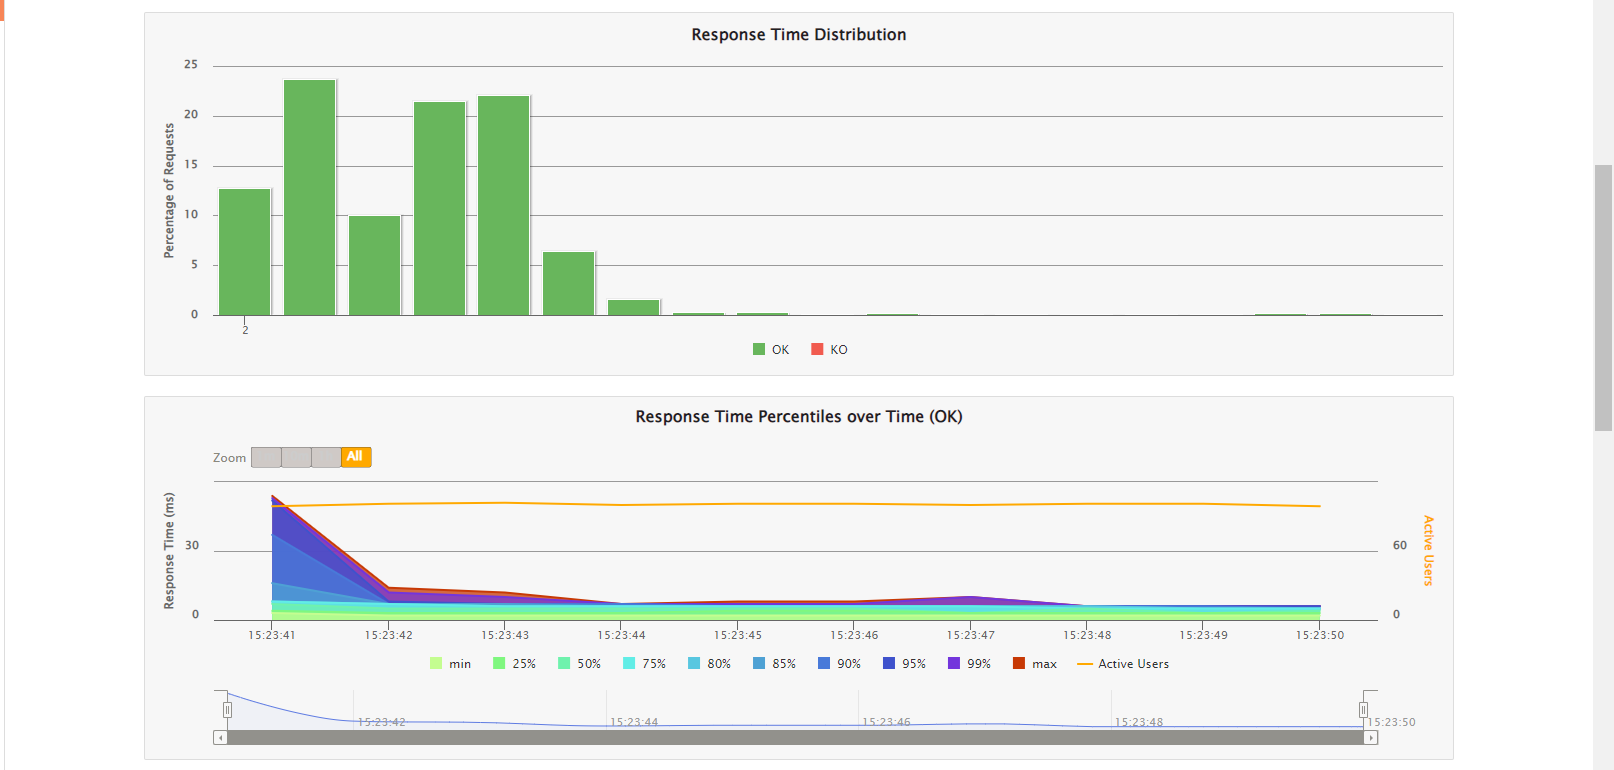 Response Time Distribution
25
20
15
10
5
0
Percentage of Requests
2
OK KO
Response Time Percentiles over Time (OK)
Zoom All
Response Time (ms)
30
0
60
0
Active Users
15:23:41 15:23:42 15:23:43 15:23:44 15:23:45 15:23:46 15:23:47 15:23:48 15:23:49 15:23:50
min 25% 50% 75% 80% 85% 90% 95% 99% max Active Users
15:23:42 15:23:44 15:23:46 15:23:48 15:23:50